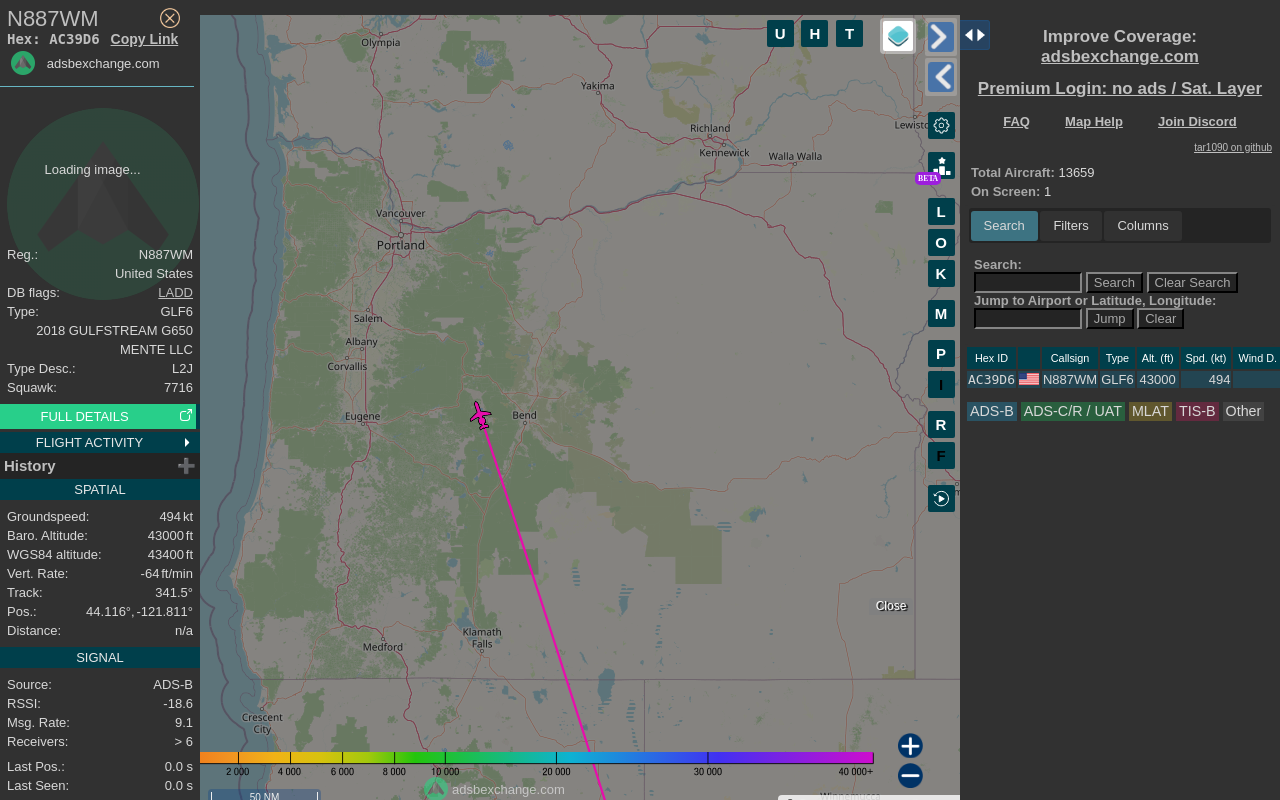 N887WM
Hex: AC39D6 Copy Link
adsbexchange.com
Loading image...
Reg.: N887WM
United States
DB flags: LADD
Type: GLF6
2018 GULFSTREAM G650
MENTE LLC
Type Desc.: L2J
Squawk: 7716
FULL DETAILS
FLIGHT ACTIVITY
History
SPATIAL
Groundspeed: 494 kt
Baro. Altitude: 43000 ft
WGS84 altitude: 43400 ft
Vert. Rate: -64 ft/min
Track: 341.5°
Pos.: 44.116°, -121.811°
Distance: n/a
SIGNAL
Source: ADS-B
RSSI: -18.6
Msg. Rate: 9.1
Receivers: > 6
Last Pos.: 0.0 s
Last Seen: 0.0 s
Olympia
Yakima
Richland
Kennewick
Walla Walla
Vancouver
Portland
Salem
Albany
Corvallis
Eugene
Bend
Medford
Klamath
Falls
Crescent
City
Winnemucca
U H T
BETA
L
O
K
M
P
I
R
F
Close
2 000 4 000 6 000 8 000 10 000 20 000 30 000 40 000+
adsbexchange.com
50 NM
Improve Coverage:
adsbexchange.com
Premium Login: no ads / Sat. Layer
FAQ Map Help Join Discord
tar1090 on github
Total Aircraft: 13659
On Screen: 1
Search Filters Columns
Search:
Search Clear Search
Jump to Airport or Latitude, Longitude:
Jump Clear
Hex ID Callsign Type Alt. (ft) Spd. (kt) Wind D.
AC39D6 N887WM GLF6 43000 494
ADS-B ADS-C/R / UAT MLAT TIS-B Other